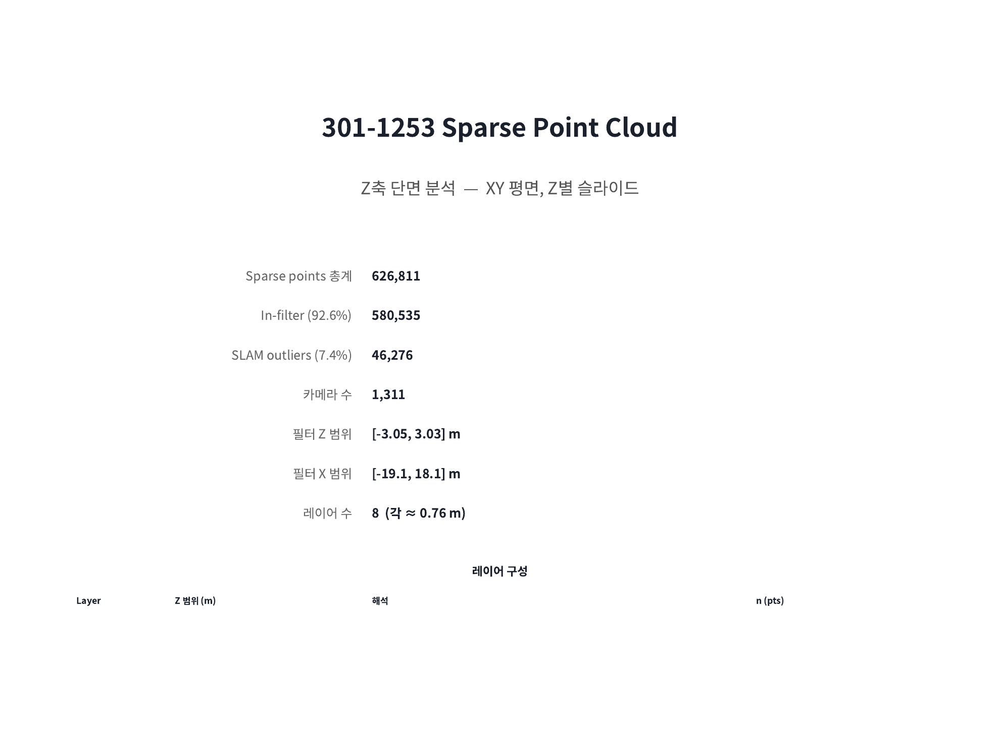 301-1253 Sparse Point Cloud
Z축 단면 분석 — XY 평면, Z별 슬라이드
Sparse points 총계 626,811
In-filter (92.6%) 580,535
SLAM outliers (7.4%) 46,276
카메라 수 1,311
필터 Z 범위 [-3.05, 3.03] m
필터 X 범위 [-19.1, 18.1] m
레이어 수 8 (각 ≈ 0.76 m)
레이어 구성
Layer Z 범위 (m) 해석 n (pts)